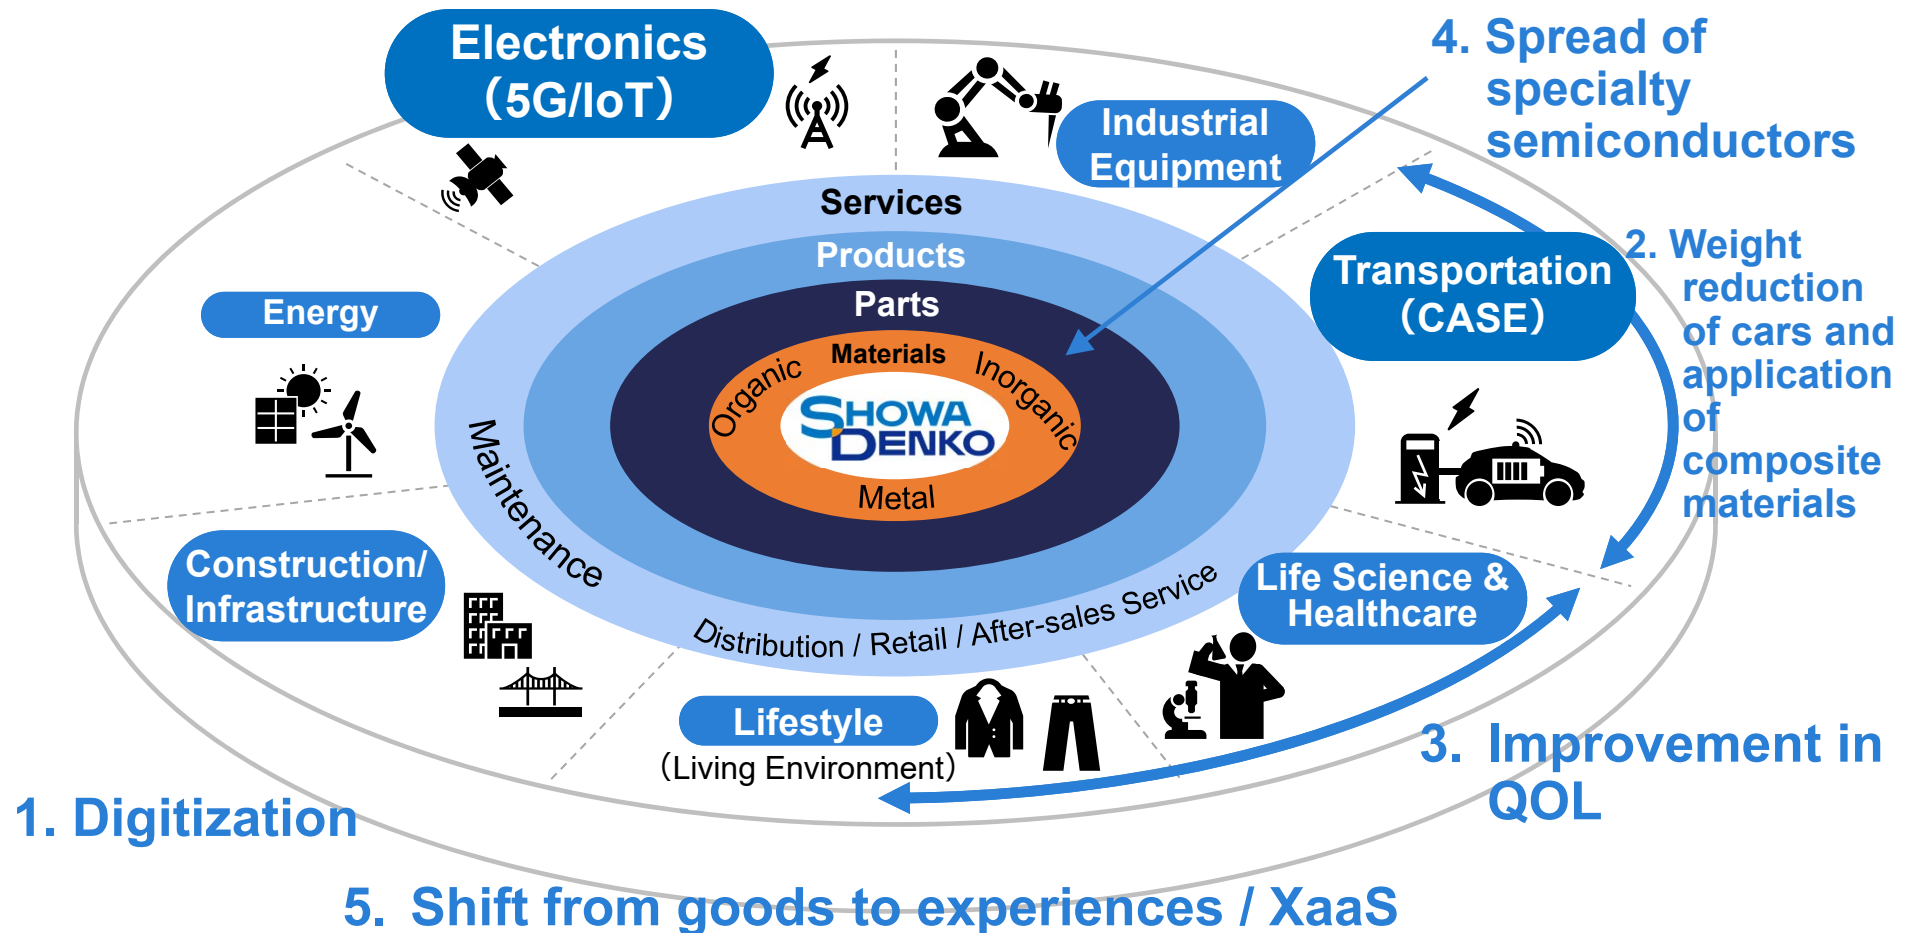 Electronics
（5G/IoT）
4. Spread of
specialty
semiconductors
Industrial
Equipment
Services
Products
Parts
Materials
Organic
Inorganic
Metal
SHOWA
DENKO
2. Weight
reduction
of cars and
application
of
composite
materials
Transportation
（CASE）
Energy
Maintenance
Construction/
Infrastructure
Distribution / Retail / After-sales Service
Life Science &
Healthcare
Lifestyle
（Living Environment）
3. Improvement in
QOL
1. Digitization
5. Shift from goods to experiences / XaaS